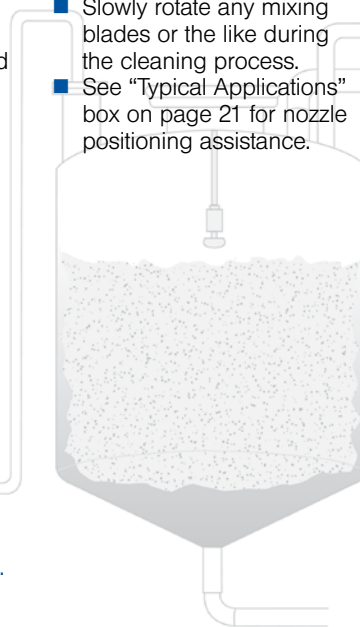 Slowly rotate any mixing
blades or the like during
the cleaning process.
See “Typical Applications”
box on page 21 for nozzle
positioning assistance.
d
.